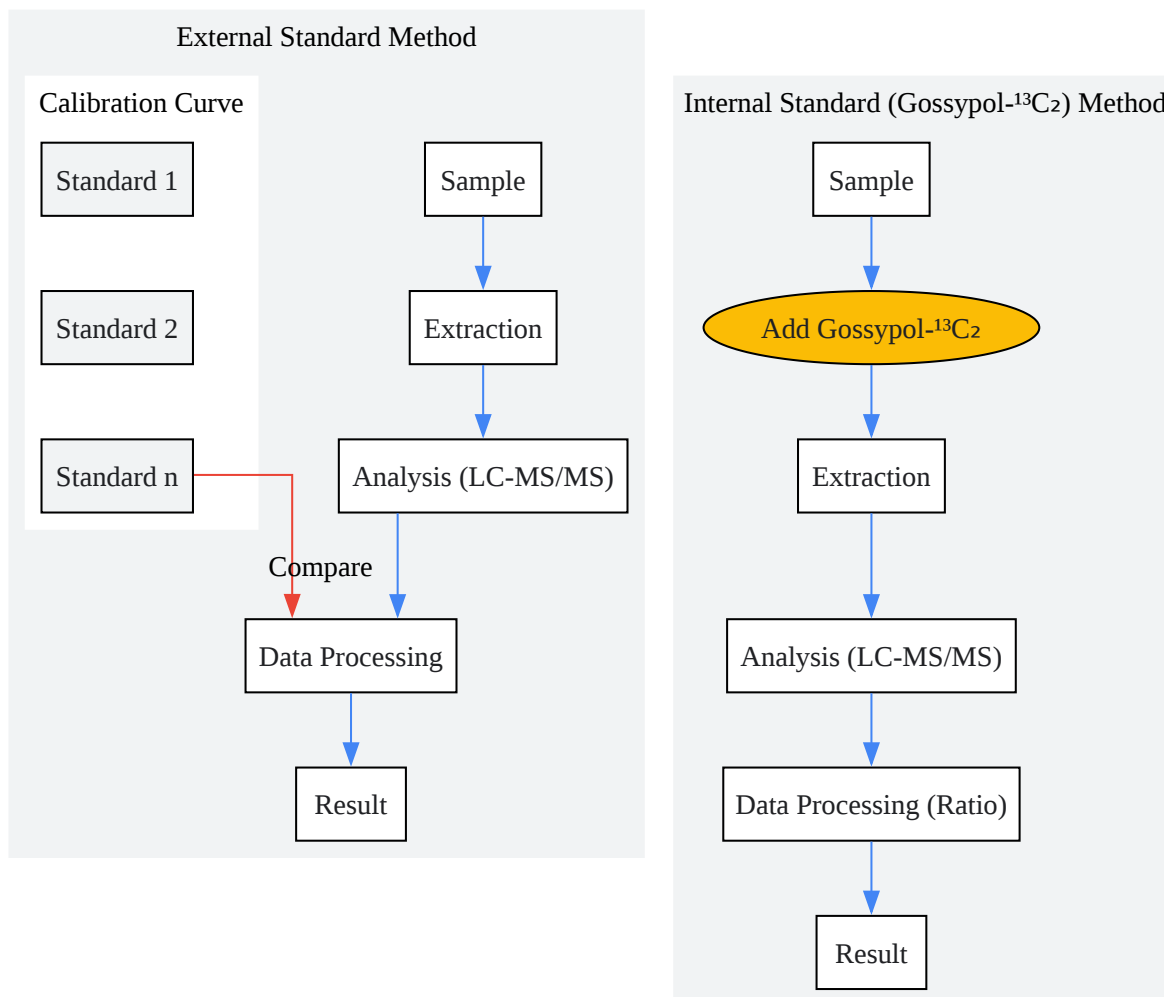 External Standard Method
Calibration Curve
Standard 1
Standard 2
Standard n
Sample
Extraction
Analysis (LC-MS/MS)
Compare
Data Processing
Result
Internal Standard (Gossypol-¹³C₂) Method
Sample
Add Gossypol-¹³C₂
Extraction
Analysis (LC-MS/MS)
Data Processing (Ratio)
Result